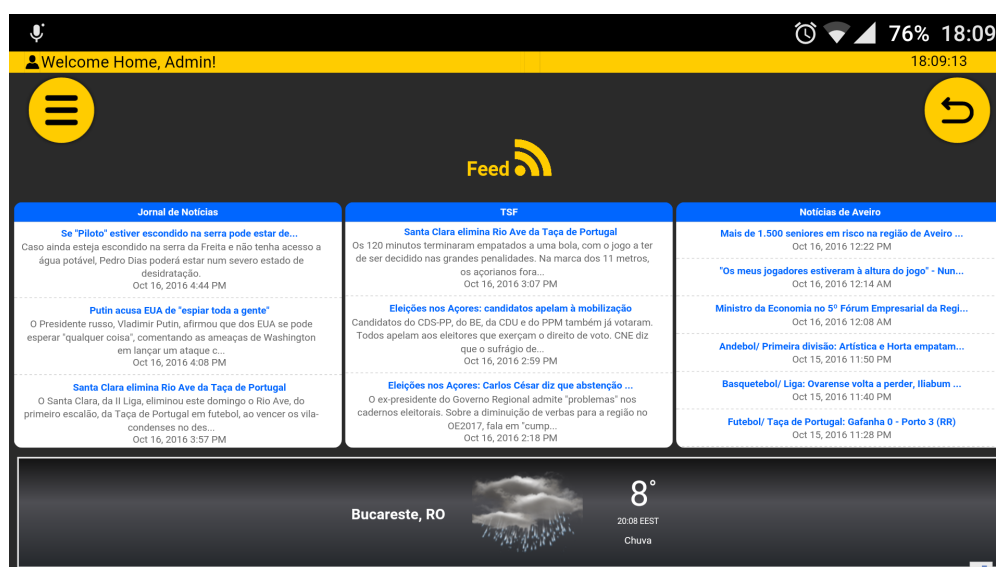 76% 18:09
Welcome Home, Admin!
18:09:13
Feed
Jornal de Notícias
Se "Piloto" estiver escondido na serra pode estar de...
Caso ainda esteja escondido na serra da Freita e não tenha acesso a
água potável, Pedro Dias poderá estar num severo estado de
desidratação.
Oct 16, 2016 4:44 PM
Putin acusa EUA de "espiar toda a gente"
O Presidente russo, Vladimir Putin, afirmou que dos EUA se pode
esperar "qualquer coisa", comentando as ameaças de Washington
em lançar um ataque c...
Oct 16, 2016 4:08 PM
Santa Clara elimina Rio Ave da Taça de Portugal
O Santa Clara, da II Liga, eliminou este domingo o Rio Ave, do
primeiro escalão, da Taça de Portugal em futebol, ao vencer os vila-
condenses no des...
Oct 16, 2016 3:57 PM
TSF
Santa Clara elimina Rio Ave da Taça de Portugal
Os 120 minutos terminaram empatados a uma bola, com o jogo a ter
de ser decidido nas grandes penalidades. Na marca dos 11 metros,
os açorianos fora...
Oct 16, 2016 3:07 PM
Eleições nos Açores: candidatos apelam à mobilização
Candidatos do CDS-PP, do BE, da CDU e do PPM também já votaram.
Todos apelam aos eleitores que exerçam o direito de voto. CNE diz
que o sufrágio de...
Oct 16, 2016 2:59 PM
Eleições nos Açores: Carlos César diz que abstenção ...
O ex-presidente do Governo Regional admite "problemas" nos
cadernos eleitorais. Sobre a diminuição de verbas para a região no
OE2017, fala em "cump...
Oct 16, 2016 2:18 PM
Notícias de Aveiro
Mais de 1.500 seniores em risco na região de Aveiro ...
Oct 16, 2016 12:22 PM
"Os meus jogadores estiveram à altura do jogo" - Nun...
Oct 16, 2016 12:14 AM
Ministro da Economia no 5º Fórum Empresarial da Regi...
Oct 16, 2016 12:08 AM
Andebol/ Primeira divisão: Artística e Horta empatam...
Oct 15, 2016 11:50 PM
Basquetebol/ Liga: Ovarense volta a perder, Illiabum ...
Oct 15, 2016 11:40 PM
Futebol/ Taça de Portugal: Gafanha 0 - Porto 3 (RR)
Oct 15, 2016 11:28 PM
Bucareste, RO
8°
20:08 EEST
Chuva